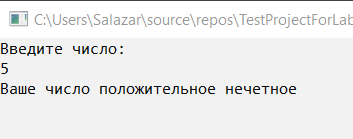 C:\Users\Salazar\source\repos\TestProjectForLab
Введите число:
5
Ваше число положительное нечетное